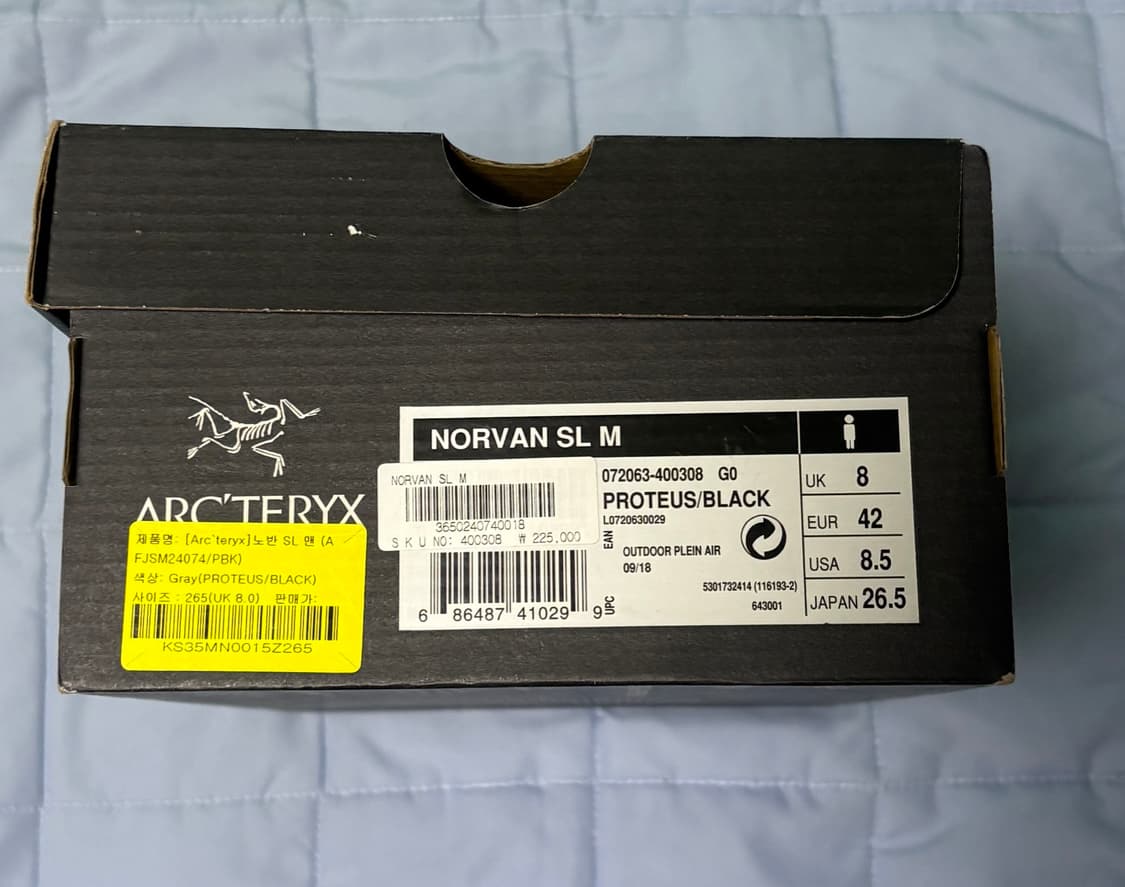 ARC'TERYX
제품명: [Arc`teryx]노반 SL 맨 (A
FJSM24074/PBK)
색상: Gray(PROTEUS/BLACK)
사이즈 : 265(UK 8.0) 판매가:
KS35MN0015Z265
NORVAN SL M
NORVAN SL M
3650240740018
S K U NO: 400308 ₩ 225,000
072063-400308 G0
PROTEUS/BLACK
L0720630029
EAN
OUTDOOR PLEIN AIR
09/18
5301732414 (116193-2)
643001
6 86487 41029 9
UPC
UK 8
EUR 42
USA 8.5
JAPAN 26.5